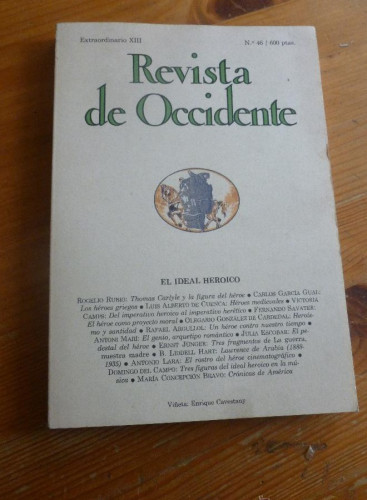 Extraordinario XIII
N.º 46 / 600 ptas.
Revista
de Occidente
EL IDEAL HEROICO
ROGELIO RUBIO: Thomas Carlyle y la figura del héroe • CARLOS GARCÍA GUAL:
Los héroes griegos • LUIS ALBERTO DE CUENCA: Héroes medievales • VICTORIA
CAMPS: Del imperativo heroico al imperativo herético • FERNANDO SAVATER:
El héroe como proyecto moral • OLEGARIO GONZÁLEZ DE CARDEDAL: Heroís-
mo y santidad • RAFAEL ARGULLOL: Un héroe contra nuestro tiempo •
ANTONI MARÍ: El genio, arquetipo romántico • JULIA ESCOBAR: El pe-
destal del héroe • ERNST JÜNGER: Tres fragmentos de La guerra,
nuestra madre • B. LIDDELL HART: Lawrence de Arabia (1888-
1935) • ANTONIO LARA: El rostro del héroe cinematográfico •
DOMINGO DEL CAMPO: Tres figuras del ideal heroico en la mú-
sica • MARÍA CONCEPCIÓN BRAVO: Crónicas de América
Viñeta: Enrique Cavestany